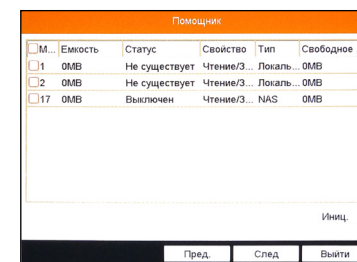 Помощник
М... Емкость Статус Свойство Тип Свободное
1 0MB Не существует Чтение/З... Локаль... 0MB
2 0MB Не существует Чтение/З... Локаль... 0MB
17 0MB Выключен Чтение/З... NAS 0MB
Иниц.
Пред. След Выйти